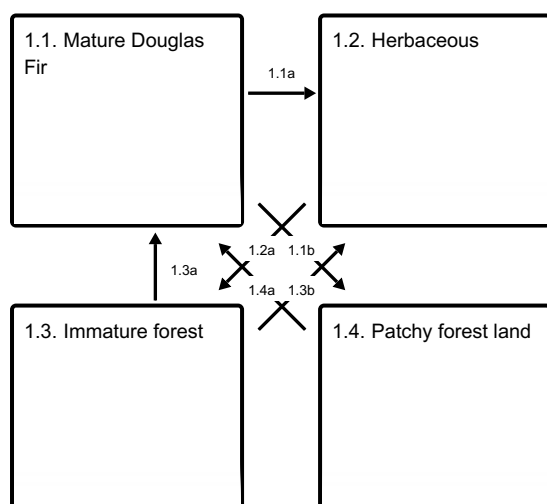 1.1. Mature Douglas
Fir
1.2. Herbaceous
1.1a
1.2a
1.1b
1.3a
1.4a
1.3b
1.3. Immature forest
1.4. Patchy forest land